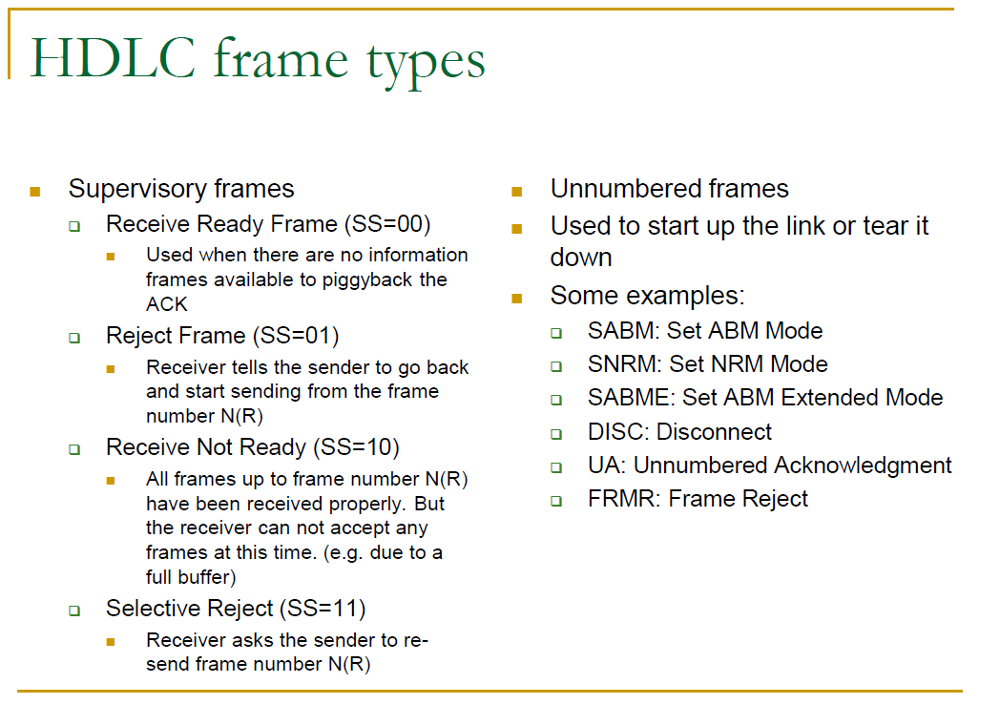 HDLC frame types
Supervisory frames
Receive Ready Frame (SS=00)
Used when there are no information
frames available to piggyback the
ACK
Reject Frame (SS=01)
Receiver tells the sender to go back
and start sending from the frame
number N(R)
Receive Not Ready (SS=10)
All frames up to frame number N(R)
have been received properly. But
the receiver can not accept any
frames at this time. (e.g. due to a
full buffer)
Selective Reject (SS=11)
Receiver asks the sender to re-
send frame number N(R)
Unnumbered frames
Used to start up the link or tear it
down
Some examples:
SABM: Set ABM Mode
SNRM: Set NRM Mode
SABME: Set ABM Extended Mode
DISC: Disconnect
UA: Unnumbered Acknowledgment
FRMR: Frame Reject